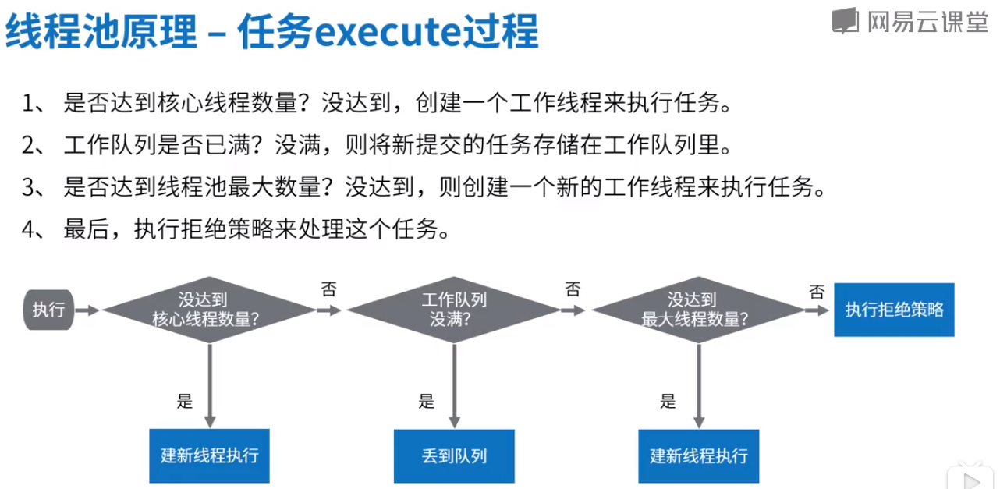 线程池原理 – 任务execute过程
网易云课堂
1、 是否达到核心线程数量？没达到，创建一个工作线程来执行任务。
2、 工作队列是否已满？没满，则将新提交的任务存储在工作队列里。
3、 是否达到线程池最大数量？没达到，则创建一个新的工作线程来执行任务。
4、 最后，执行拒绝策略来处理这个任务。
执行
没达到
核心线程数量？
否
工作队列
没满？
否
没达到
最大线程数量？
否
执行拒绝策略
是
是
是
建新线程执行
丢到队列
建新线程执行